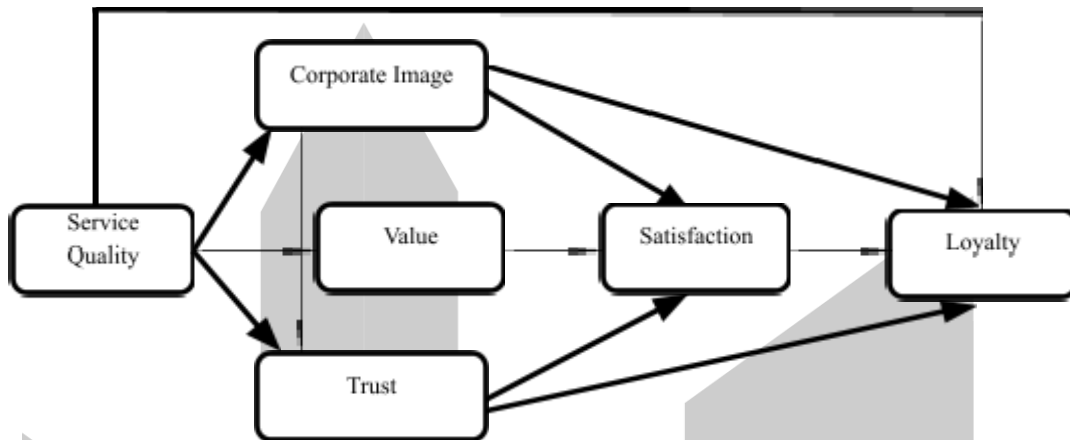 Corporate Image
Service
Quality
Value
Satisfaction
Loyalty
Trust